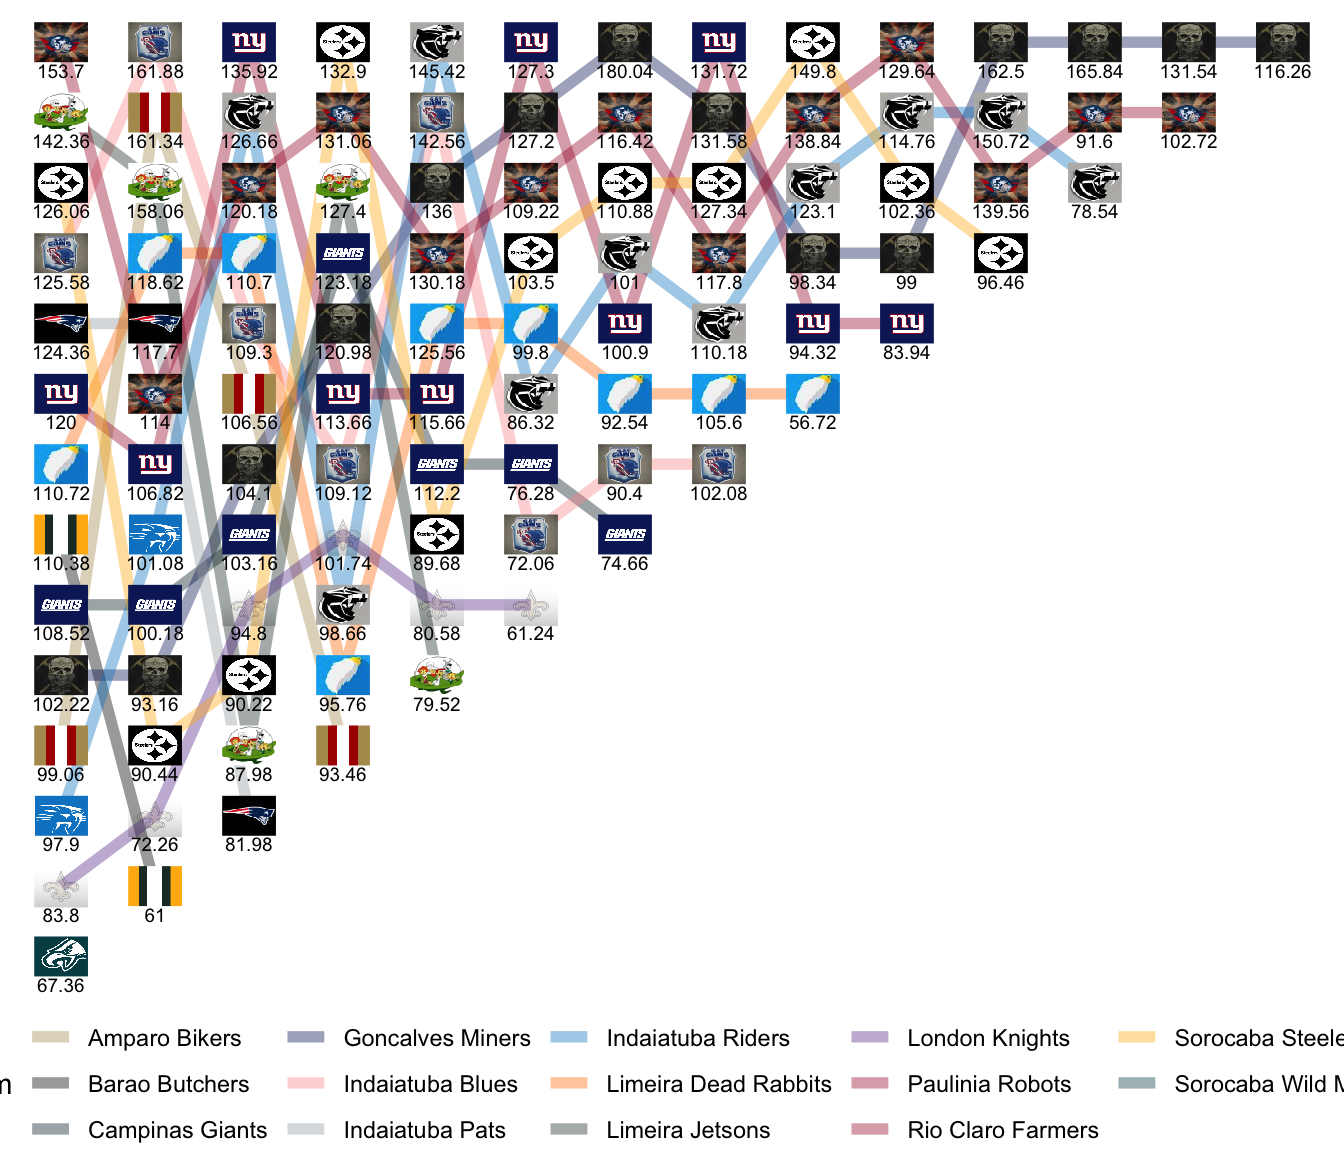 153.7 161.88 135.92 132.9 145.42 127.3 180.04 131.72 149.8 129.64 162.5 165.84 131.54 116.26
142.36 161.34 126.66 131.06 142.56 127.2 116.42 131.58 138.84 114.76 150.72 91.6 102.72
126.06 158.06 120.18 127.4 136 109.22 110.88 127.34 123.1 102.36 139.56 78.54
125.58 118.62 110.7 123.18 130.18 103.5 101 117.8 98.34 99 96.46
124.36 117.7 109.3 120.98 125.56 99.8 100.9 110.18 94.32 83.94
120 114 106.56 113.66 115.66 86.32 92.54 105.6 56.72
110.72 106.82 104.1 109.12 112.2 76.28 90.4 102.08
110.38 101.08 103.16 101.74 89.68 72.06 74.66
108.52 100.18 94.8 98.66 80.58 61.24
102.22 93.16 90.22 95.76 79.52
99.06 90.44 87.98 93.46
97.9 72.26 81.98
83.8 61
67.36
Amparo Bikers Goncalves Miners Indaiatuba Riders London Knights Sorocaba Steele
m Barao Butchers Indaiatuba Blues Limeira Dead Rabbits Paulinia Robots Sorocaba Wild M
Campinas Giants Indaiatuba Pats Limeira Jetsons Rio Claro Farmers